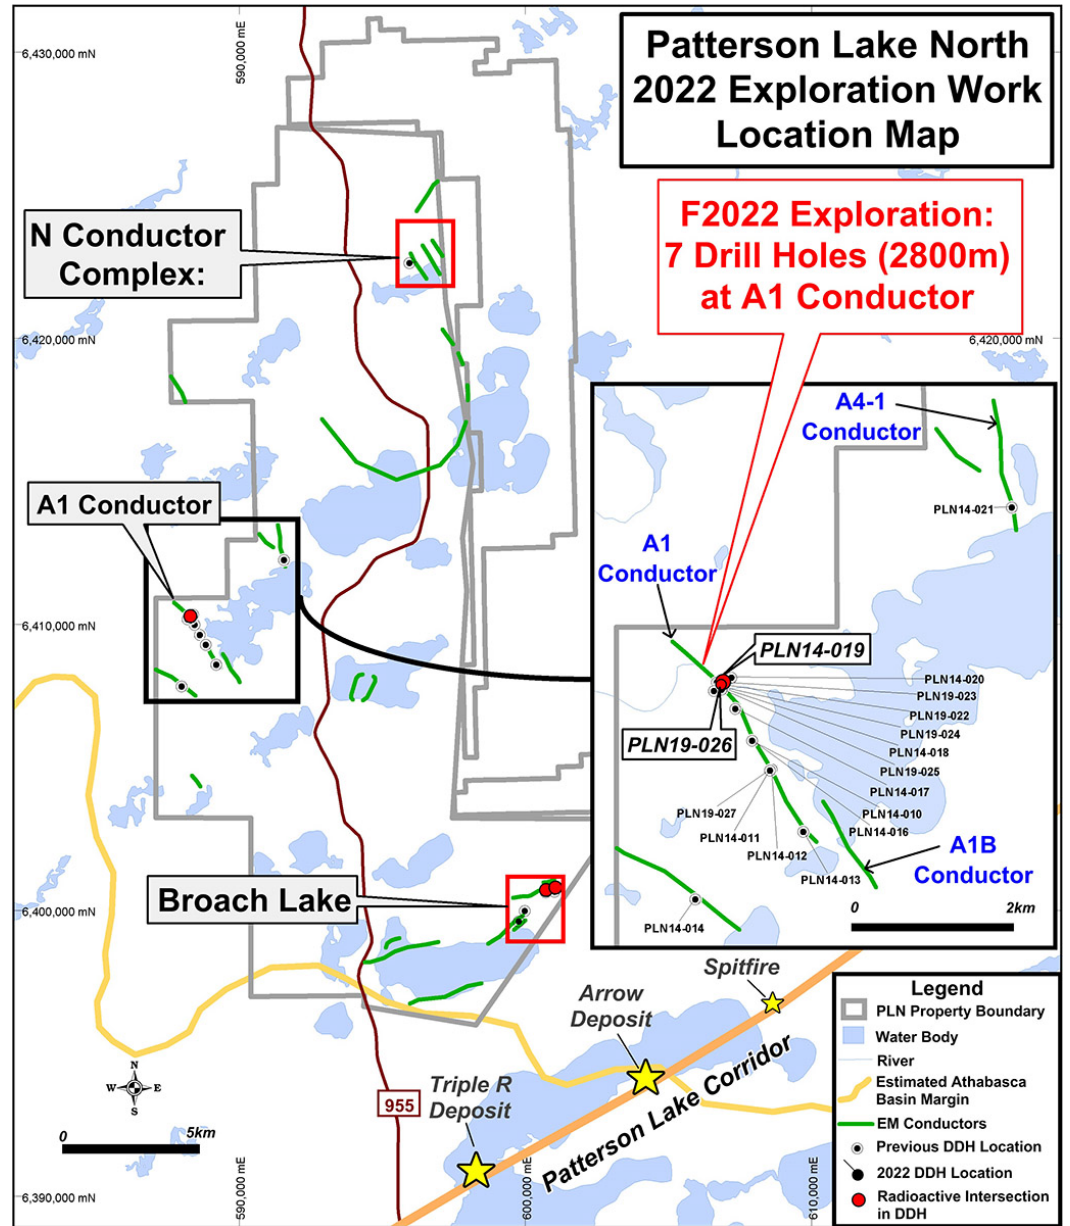 Patterson Lake North
2022 Exploration Work
Location Map
6,430,000 mN
590,000 mE
N Conductor
Complex:
F2022 Exploration:
7 Drill Holes (2800m)
at A1 Conductor
6,420,000 mN
6,420,000 mN
A4-1
Conductor
PLN14-021
A1 Conductor
A1
Conductor
6,410,000 mN
PLN14-019
PLN14-020
PLN19-023
PLN19-022
PLN19-024
PLN14-018
PLN19-025
PLN14-017
PLN14-010
PLN14-016
PLN19-026
PLN19-027
PLN14-011
PLN14-012
PLN14-013
A1B
Conductor
PLN14-014
0
2km
Broach Lake
6,400,000 mN
Spitfire
Arrow
Deposit
Triple R
Deposit
Patterson Lake Corridor
955
N
W
E
S
0
5km
6,390,000 mN
590,000 mE
600,000 mE
610,000 mE
Legend
PLN Property Boundary
Water Body
River
Estimated Athabasca
Basin Margin
EM Conductors
Previous DDH Location
2022 DDH Location
Radioactive Intersection
in DDH